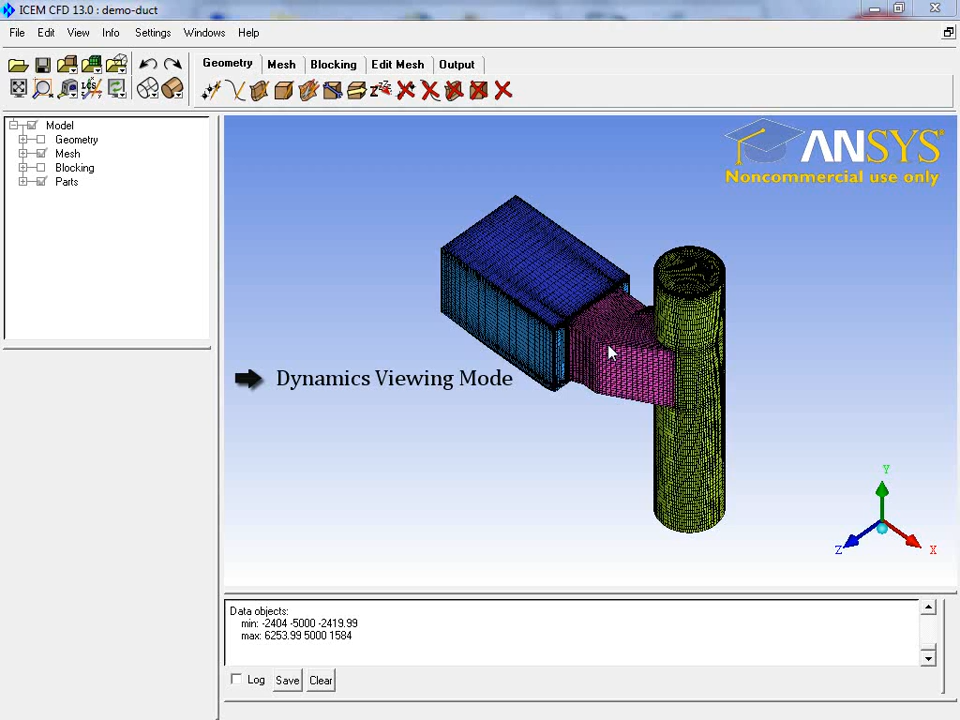 ICEM CFD 13.0 : demo-duct
File Edit View Info Settings Windows Help
Geometry Mesh Blocking Edit Mesh Output
LCS
Model
Geometry
Mesh
Blocking
Parts
ANSYS
Noncommercial use only
Dynamics Viewing Mode
Y
Z
X
Data objects:
min: -2404 -5000 -2419.99
max: 6253.99 5000 1584
Log Save Clear